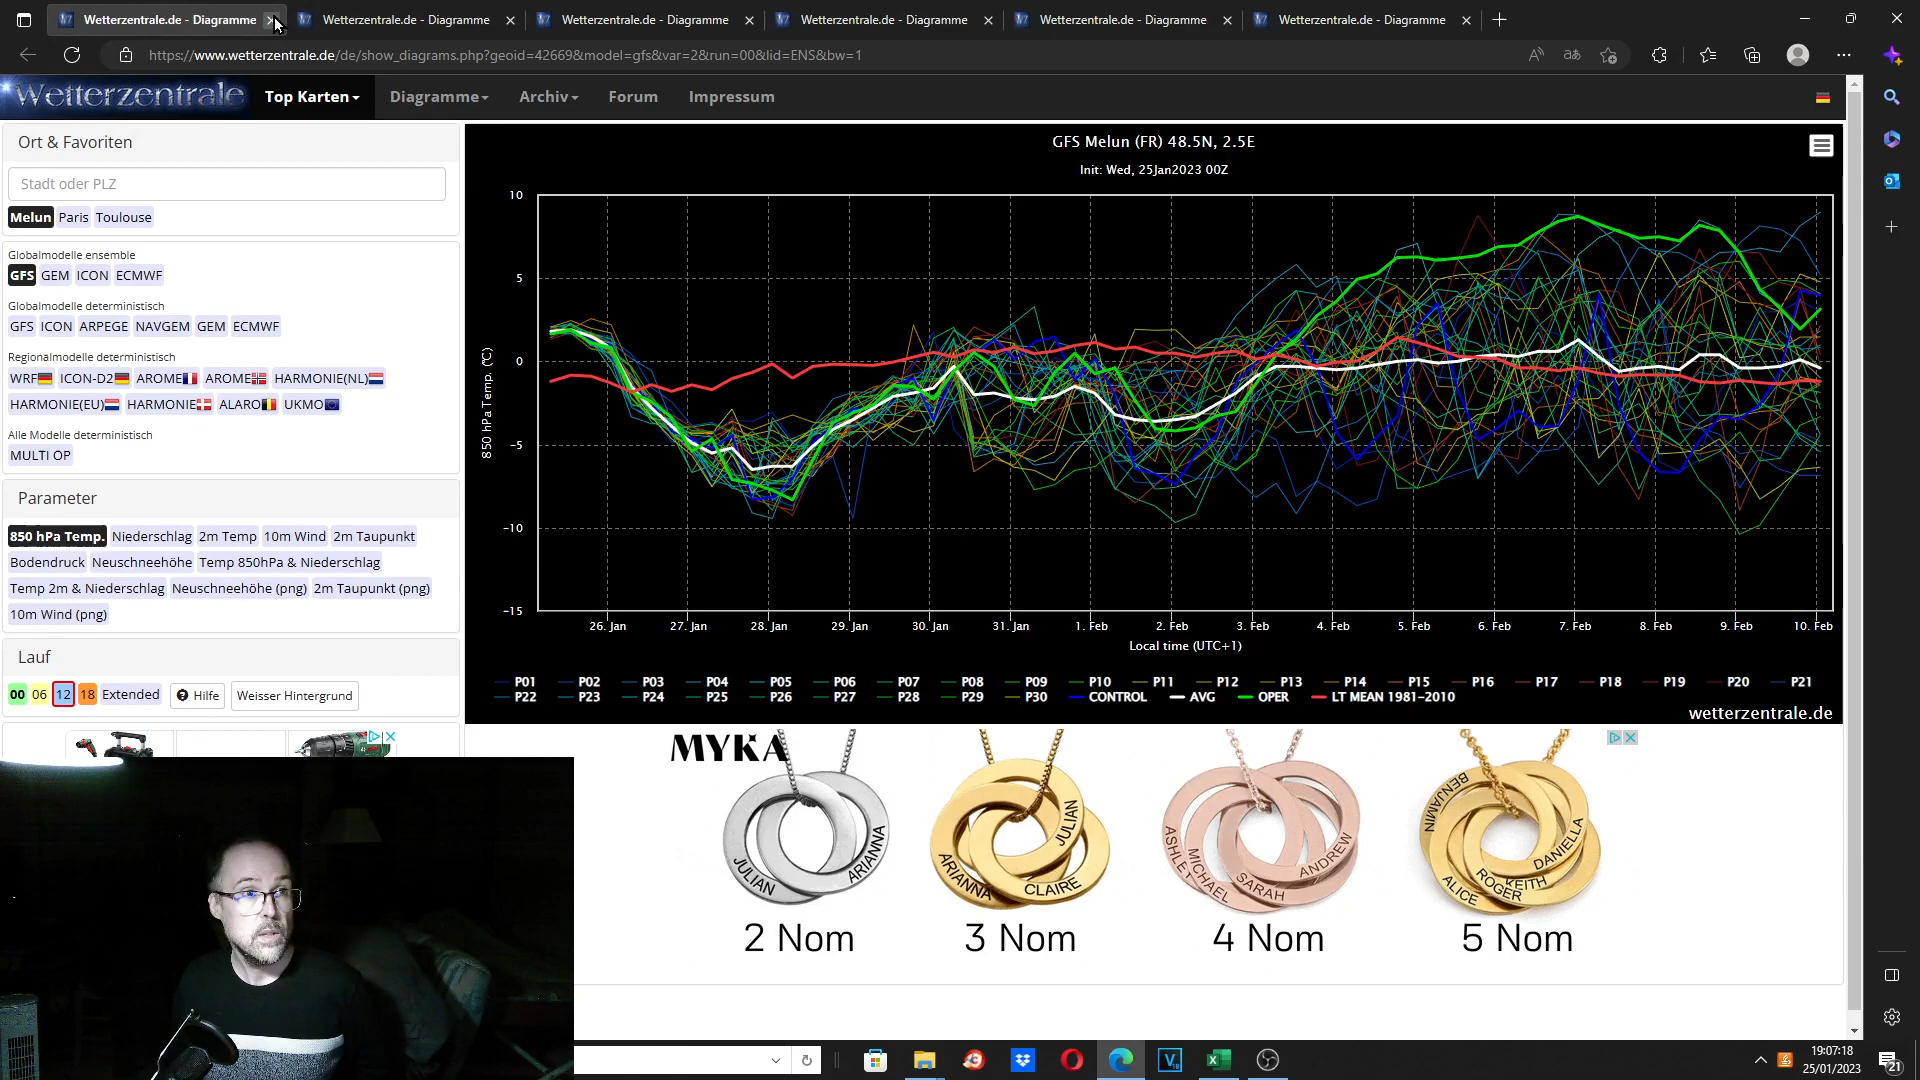 Wetterzentrale.de - Diagramme
Wetterzentrale.de - Diagramme
Wetterzentrale.de - Diagramme
Wetterzentrale.de - Diagramme
Wetterzentrale.de - Diagramme
Wetterzentrale.de - Diagramme
https://www.wetterzentrale.de/de/show_diagrams.php?geoid=42669&model=gfs&var=2&run=00&lid=ENS&bw=1
Wetterzentrale Top Karten Diagramme Archiv Forum Impressum
Ort & Favoriten
Stadt oder PLZ
Melun Paris Toulouse
Globalmodelle ensemble
GFS GEM ICON ECMWF
Globalmodelle deterministisch
GFS ICON ARPEGE NAVGEM GEM ECMWF
Regionalmodelle deterministisch
WRF ICON-D2 AROME AROME HARMONIE(NL)
HARMONIE(EU) HARMONIE ALARO UKMO
Alle Modelle deterministisch
MULTI OP
Parameter
850 hPa Temp. Niederschlag 2m Temp 10m Wind 2m Taupunkt
Bodendruck Neuschneehöhe Temp 850hPa & Niederschlag
Temp 2m & Niederschlag Neuschneehöhe (png) 2m Taupunkt (png)
10m Wind (png)
Lauf
00 06 12 18 Extended Hilfe Weisser Hintergrund
GFS Melun (FR) 48.5N, 2.5E
Init: Wed, 25Jan2023 00Z
10
5
0
-5
-10
-15
850 hPa Temp. (°C)
26. Jan 27. Jan 28. Jan 29. Jan 30. Jan 31. Jan 1. Feb 2. Feb 3. Feb 4. Feb 5. Feb 6. Feb 7. Feb 8. Feb 9. Feb 10. Feb
Local time (UTC+1)
P01 P02 P03 P04 P05 P06 P07 P08 P09 P10 P11 P12 P13 P14 P15 P16 P17 P18 P19 P20 P21
P22 P23 P24 P25 P26 P27 P28 P29 P30 CONTROL AVG OPER LT MEAN 1981-2010
wetterzentrale.de
MYKA
JULIAN ARIANNA
ARIANNA CLAIRE JULIAN
ASHLEY MICHAEL SARAH ANDREW
BENJAMIN ALICE ROGER KEITH DANIELLA
2 Nom 3 Nom 4 Nom 5 Nom
19:07:18
25/01/2023
21